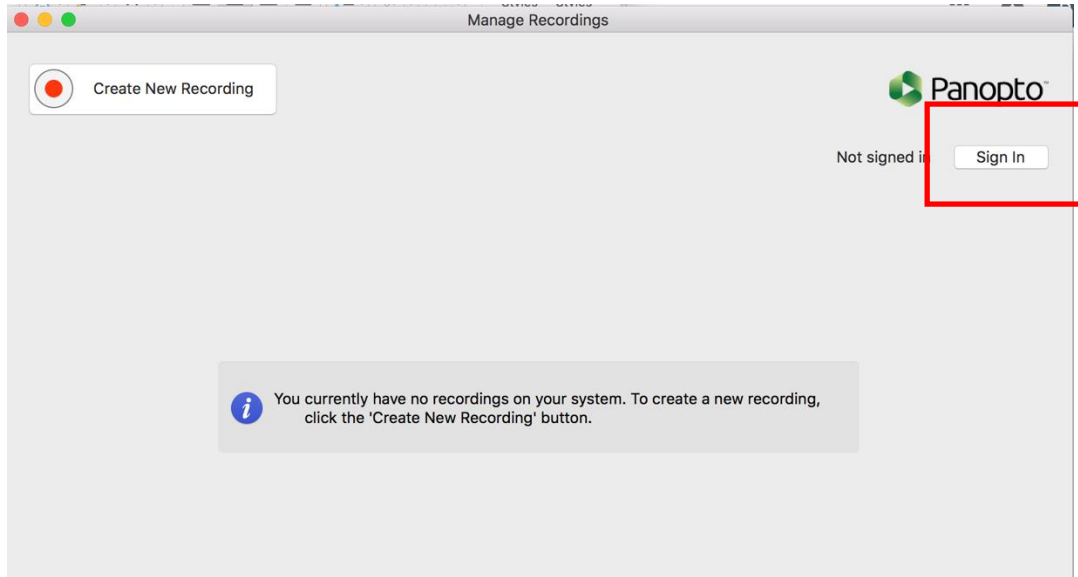 Manage Recordings
Create New Recording
Panopto™
Not signed in
Sign In
You currently have no recordings on your system. To create a new recording,
click the 'Create New Recording' button.